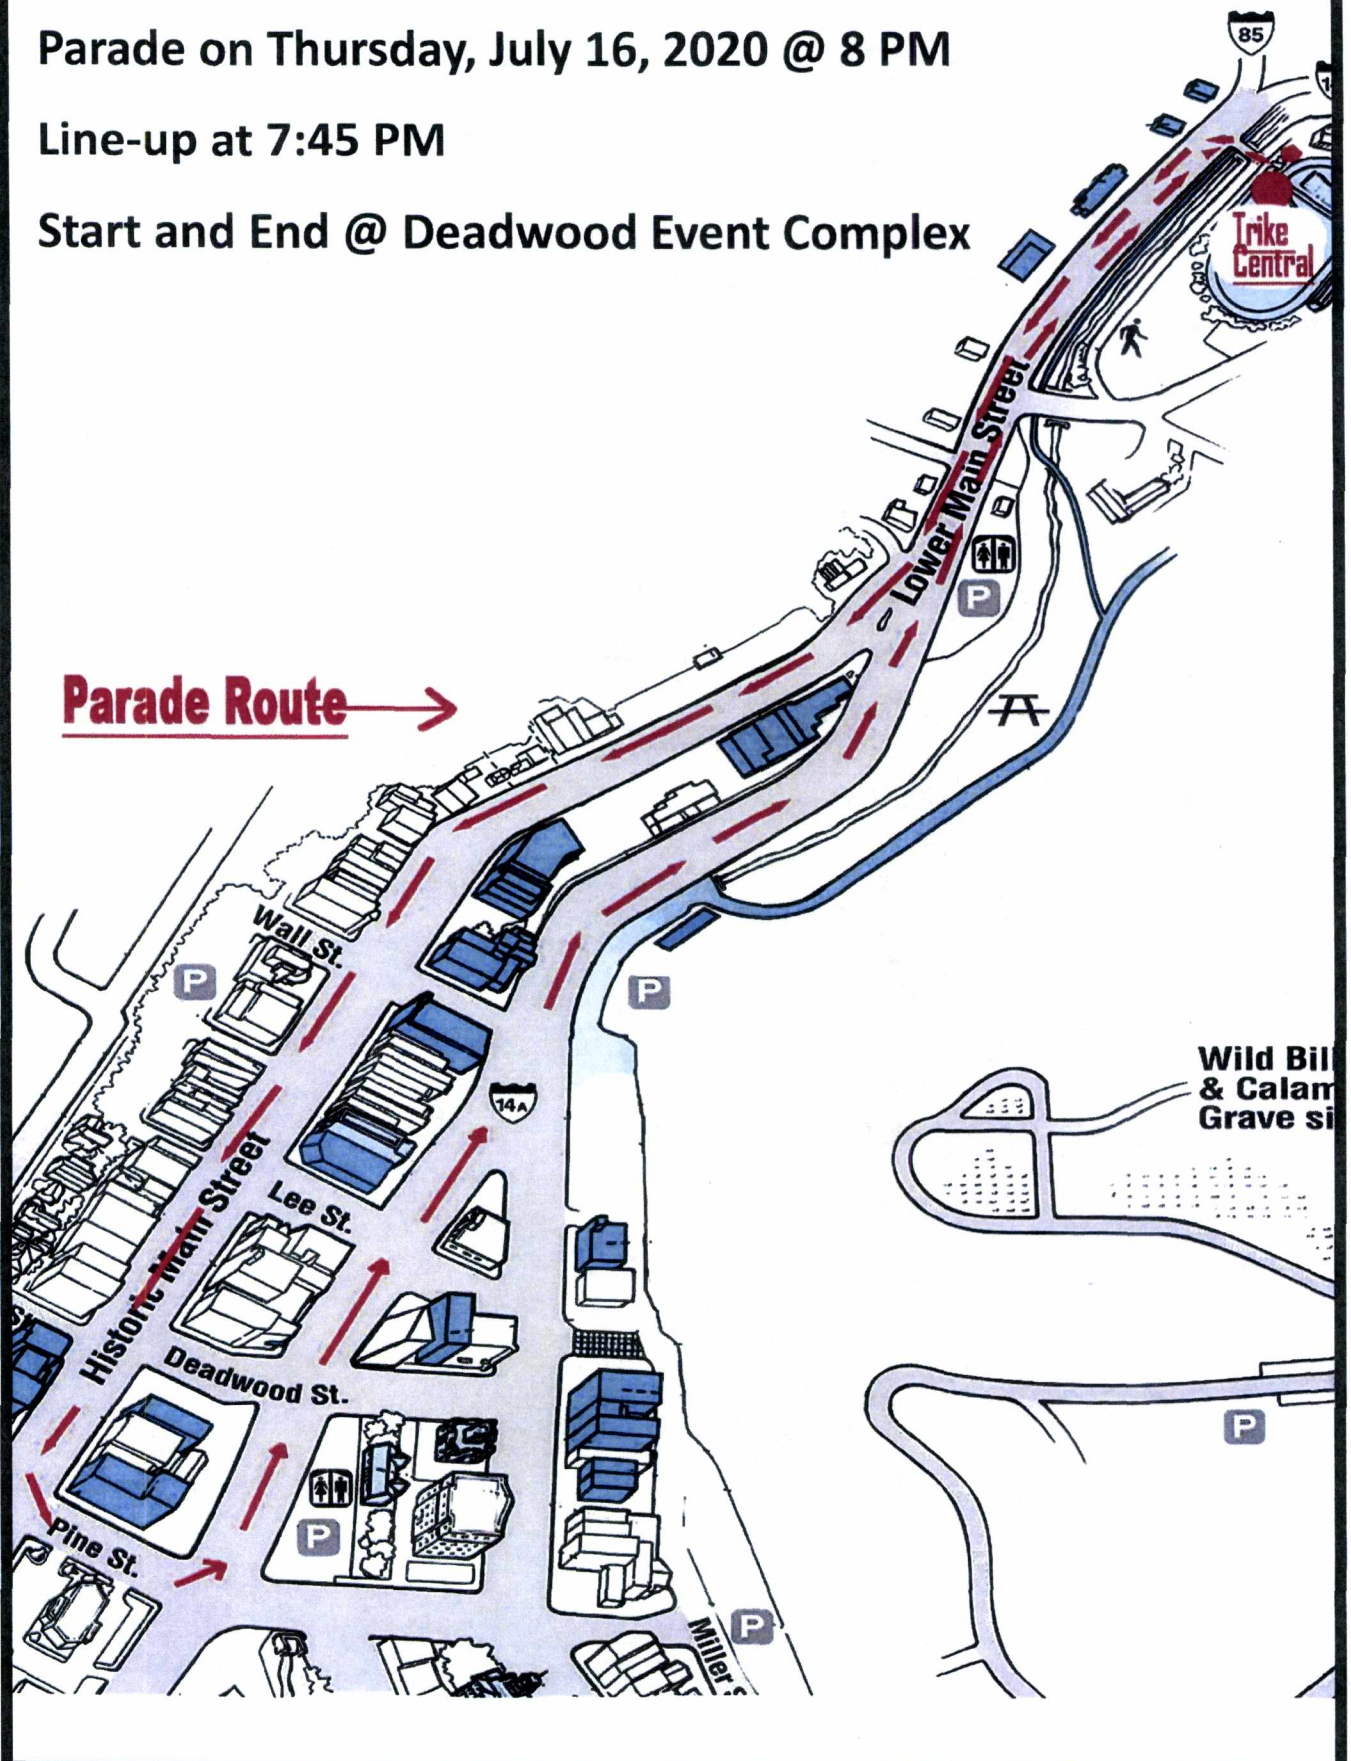 Parade on Thursday, July 16, 2020 @ 8 PM
Line-up at 7:45 PM
Start and End @ Deadwood Event Complex
85
Trike
Central
Lower Main Street
P
Parade Route
Wall St.
P
P
14A
Wild Bil
& Calam
Grave si
Lee St.
Historic Main Street
St
Deadwood St.
P
P
Pine St.
P
Miller S